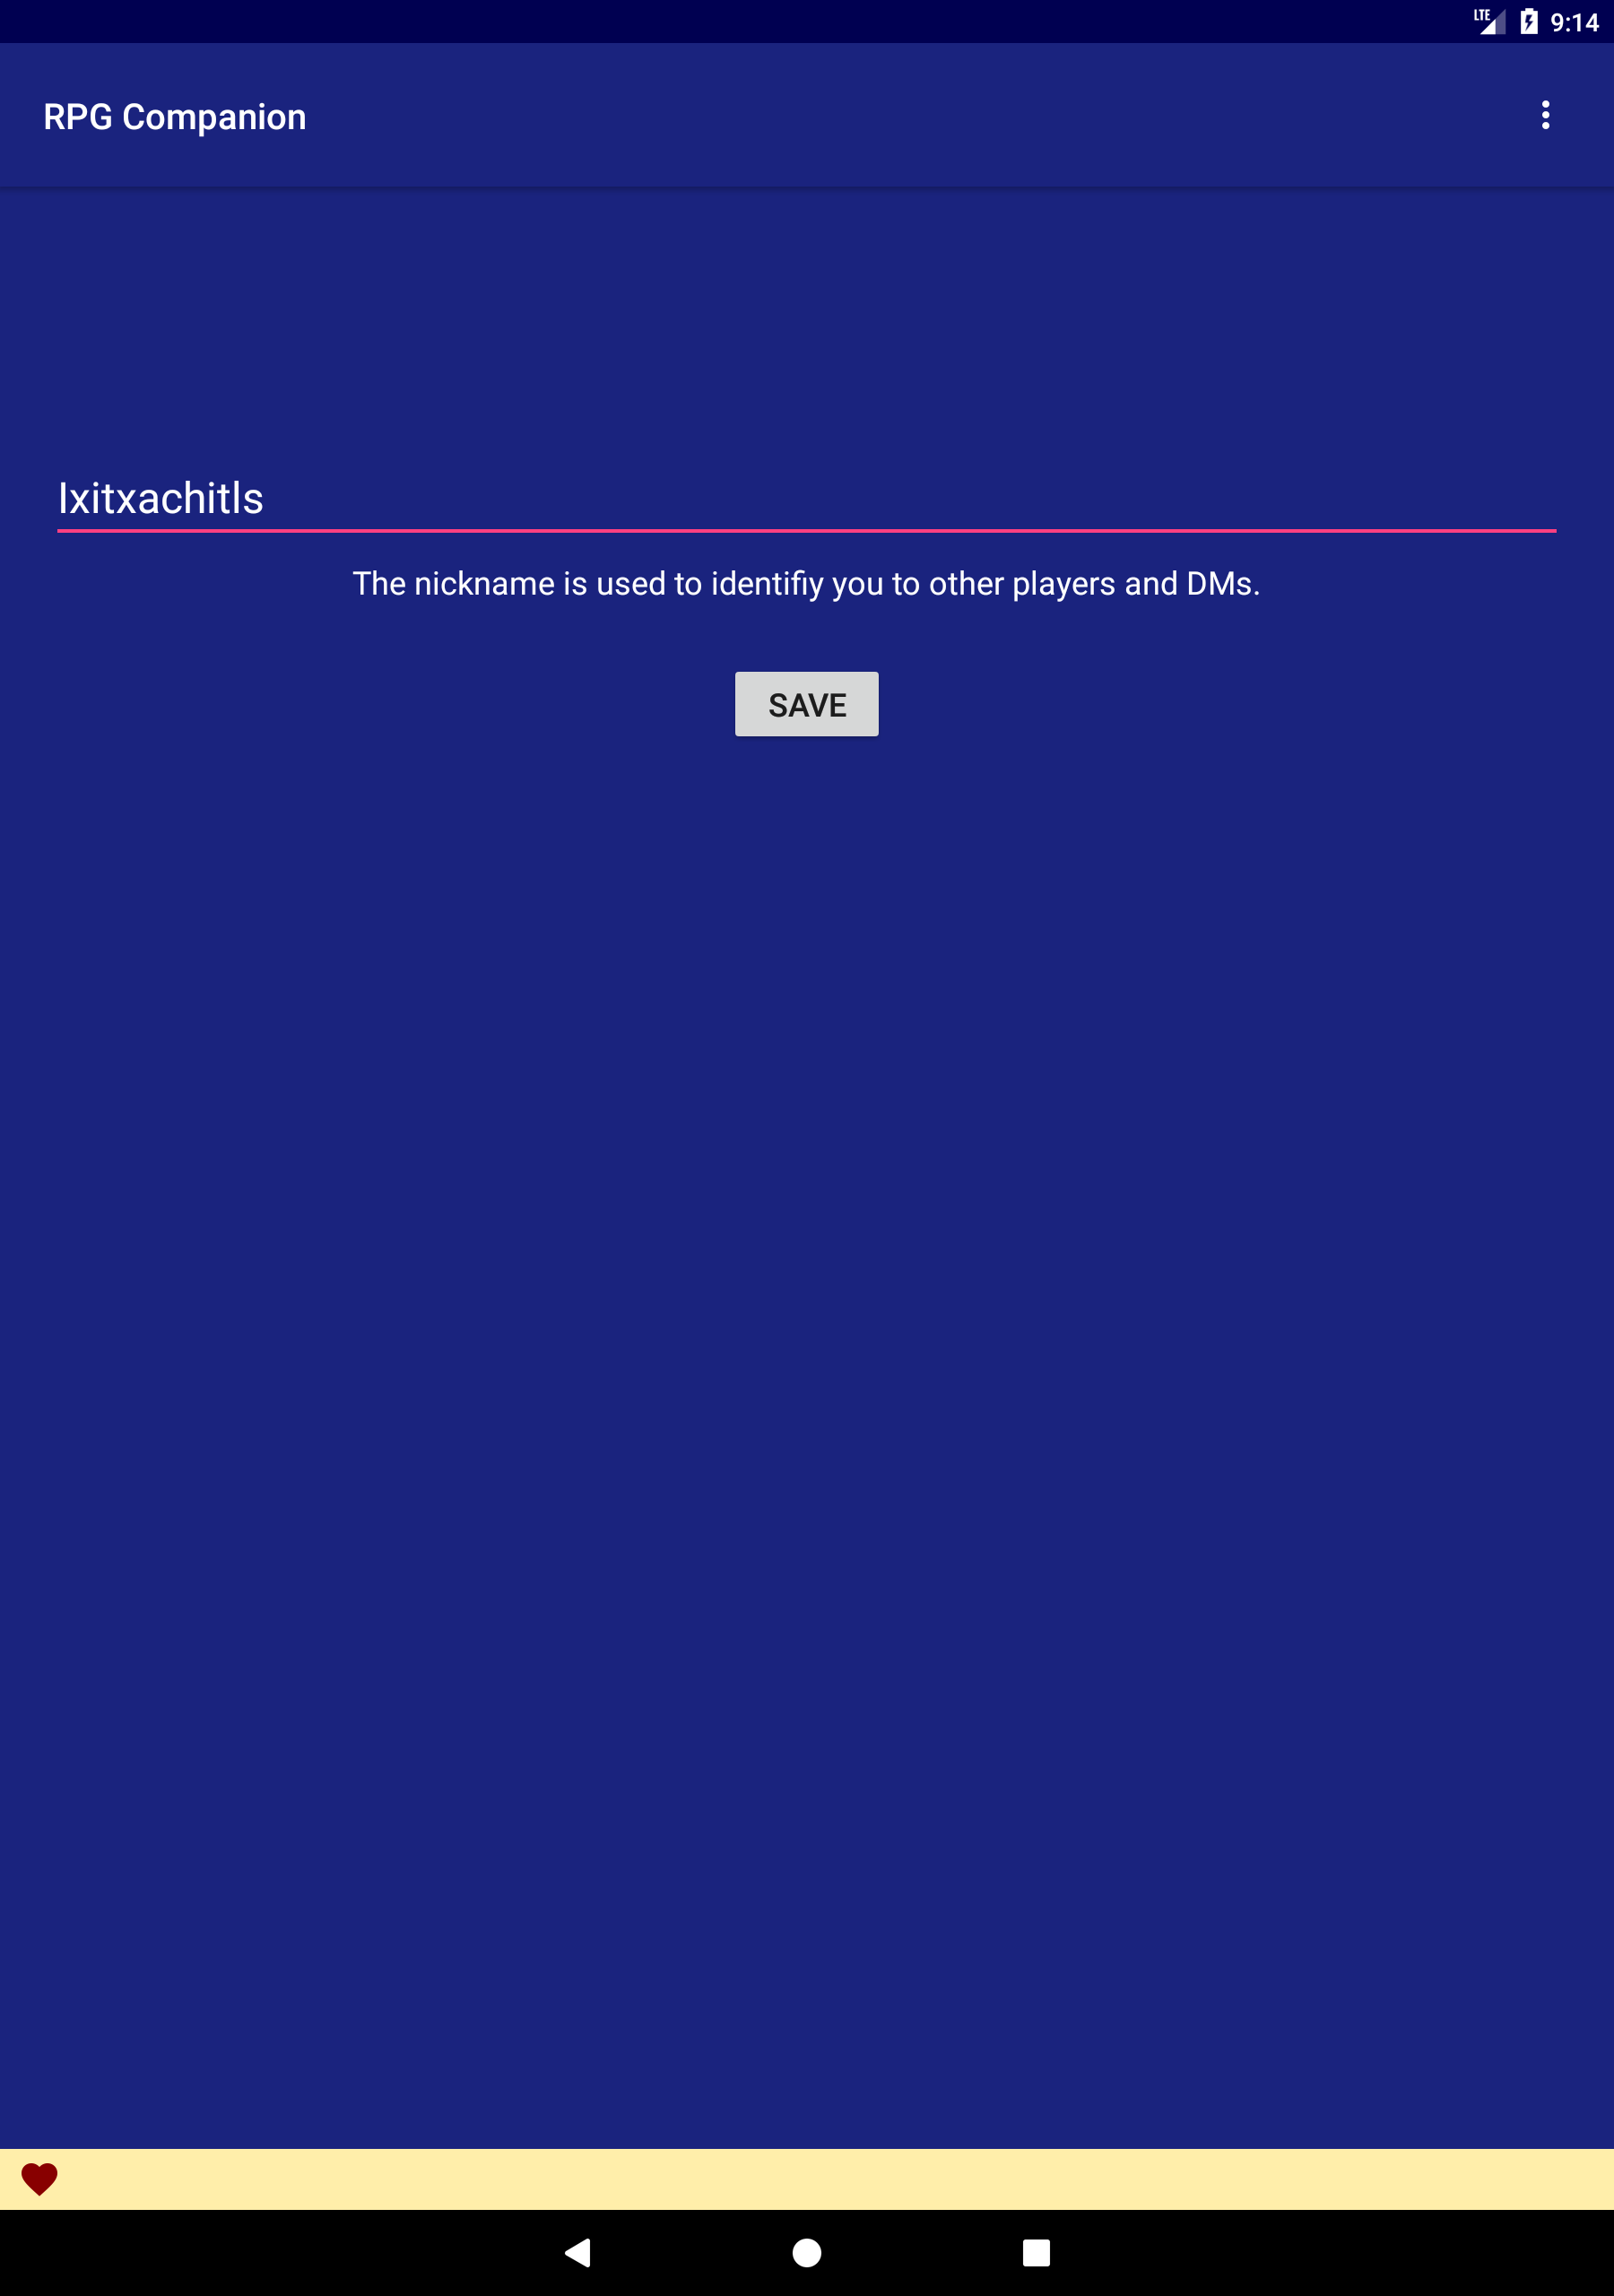 LTE 9:14
RPG Companion
Ixitxachitls
The nickname is used to identifiy you to other players and DMs.
SAVE